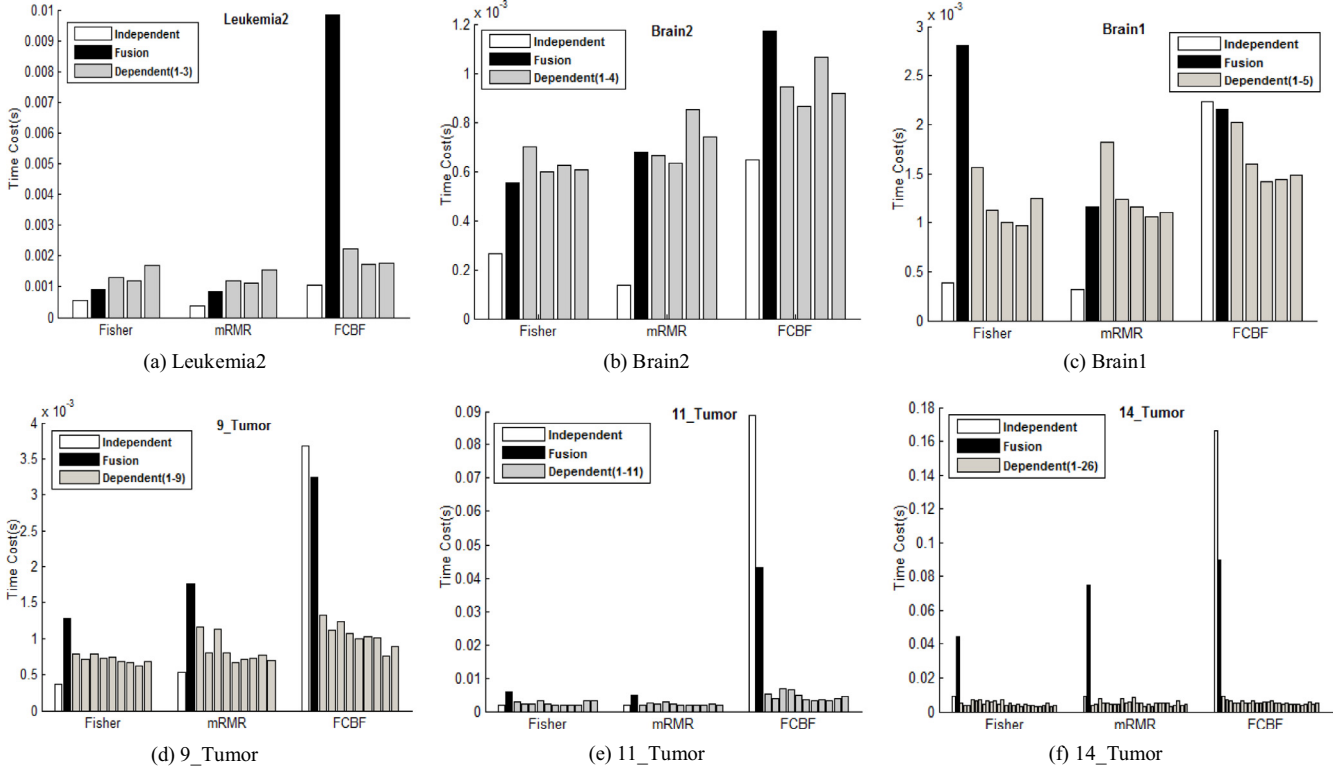 Leukemia2
Time Cost(s)
0.01
0.009
0.008
0.007
0.006
0.005
0.004
0.003
0.002
0.001
0
Independent
Fusion
Dependent(1-3)
Fisher
mRMR
FCBF
(a) Leukemia2
x 10⁻³
Brain2
Time Cost(s)
1.2
1
0.8
0.6
0.4
0.2
0
Independent
Fusion
Dependent(1-4)
Fisher
mRMR
FCBF
(b) Brain2
x 10⁻³
Brain1
Time Cost(s)
3
2.5
2
1.5
1
0.5
0
Independent
Fusion
Dependent(1-5)
Fisher
mRMR
FCBF
(c) Brain1
x 10⁻³
9_Tumor
Time Cost(s)
4
3.5
3
2.5
2
1.5
1
0.5
0
Independent
Fusion
Dependent(1-9)
Fisher
mRMR
FCBF
(d) 9_Tumor
11_Tumor
Time Cost(s)
0.09
0.08
0.07
0.06
0.05
0.04
0.03
0.02
0.01
0
Independent
Fusion
Dependent(1-11)
Fisher
mRMR
FCBF
(e) 11_Tumor
14_Tumor
Time Cost(s)
0.18
0.16
0.14
0.12
0.1
0.08
0.06
0.04
0.02
0
Independent
Fusion
Dependent(1-26)
Fisher
mRMR
FCBF
(f) 14_Tumor